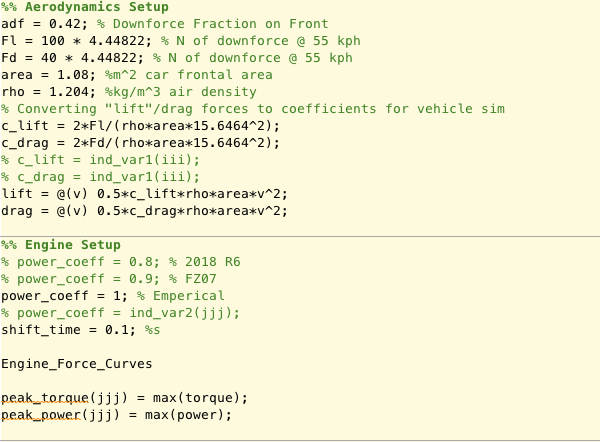 %% Aerodynamics Setup
adf = 0.42; % Downforce Fraction on Front
Fl = 100 * 4.44822; % N of downforce @ 55 kph
Fd = 40 * 4.44822; % N of downforce @ 55 kph
area = 1.08; %m^2 car frontal area
rho = 1.204; %kg/m^3 air density
% Converting "lift"/drag forces to coefficients for vehicle sim
c_lift = 2*Fl/(rho*area*15.6464^2);
c_drag = 2*Fd/(rho*area*15.6464^2);
% c_lift = ind_var1(iii);
% c_drag = ind_var1(iii);
lift = @(v) 0.5*c_lift*rho*area*v^2;
drag = @(v) 0.5*c_drag*rho*area*v^2;
%% Engine Setup
% power_coeff = 0.8; % 2018 R6
% power_coeff = 0.9; % FZ07
power_coeff = 1; % Emperical
% power_coeff = ind_var2(jjj);
shift_time = 0.1; %s
Engine_Force_Curves
peak_torque(jjj) = max(torque);
peak_power(jjj) = max(power);